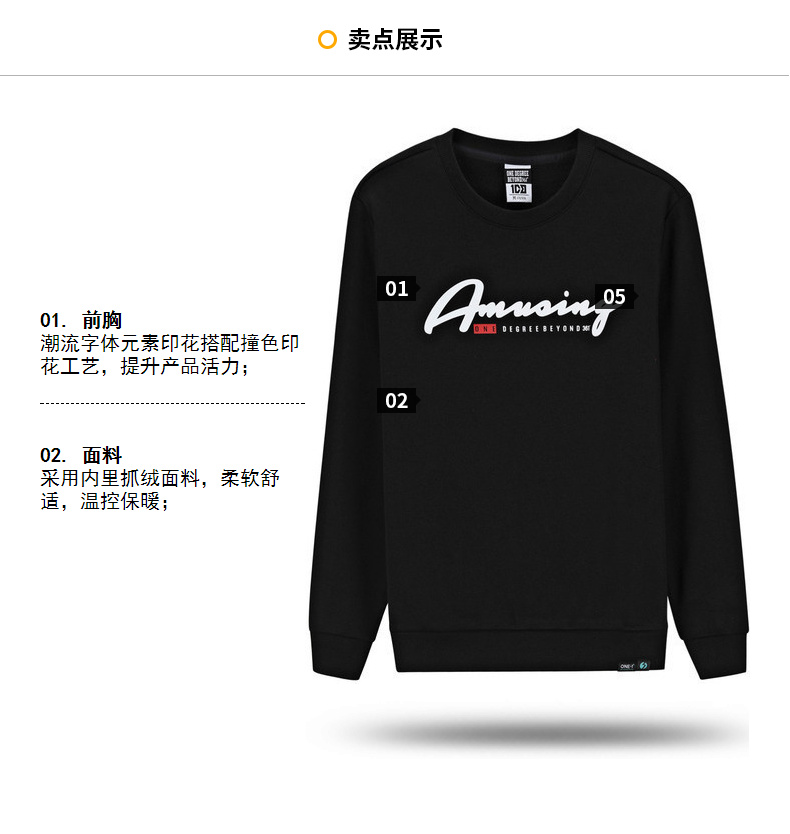 卖点展示
ONE DEGREE
BEYOND
01
Amusing
05
ONE DEGREE BEYOND 361°
01. 前胸
潮流字体元素印花搭配撞色印
花工艺，提升产品活力；
02
02. 面料
采用内里抓绒面料，柔软舒
适，温控保暖；
ONE-1°